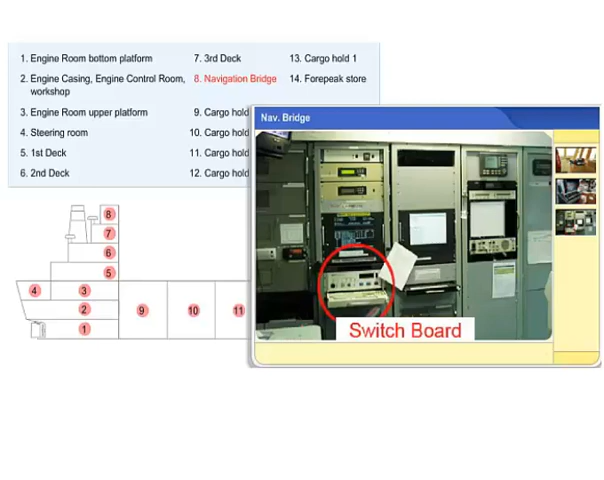 1. Engine Room bottom platform
2. Engine Casing, Engine Control Room,
workshop
3. Engine Room upper platform
4. Steering room
5. 1st Deck
6. 2nd Deck
7. 3rd Deck
8. Navigation Bridge
9. Cargo hold
10. Cargo hold
11. Cargo hold
12. Cargo hold
13. Cargo hold 1
14. Forepeak store
Nav. Bridge
Switch Board
8
7
6
5
4
3
2
1
9
10
11